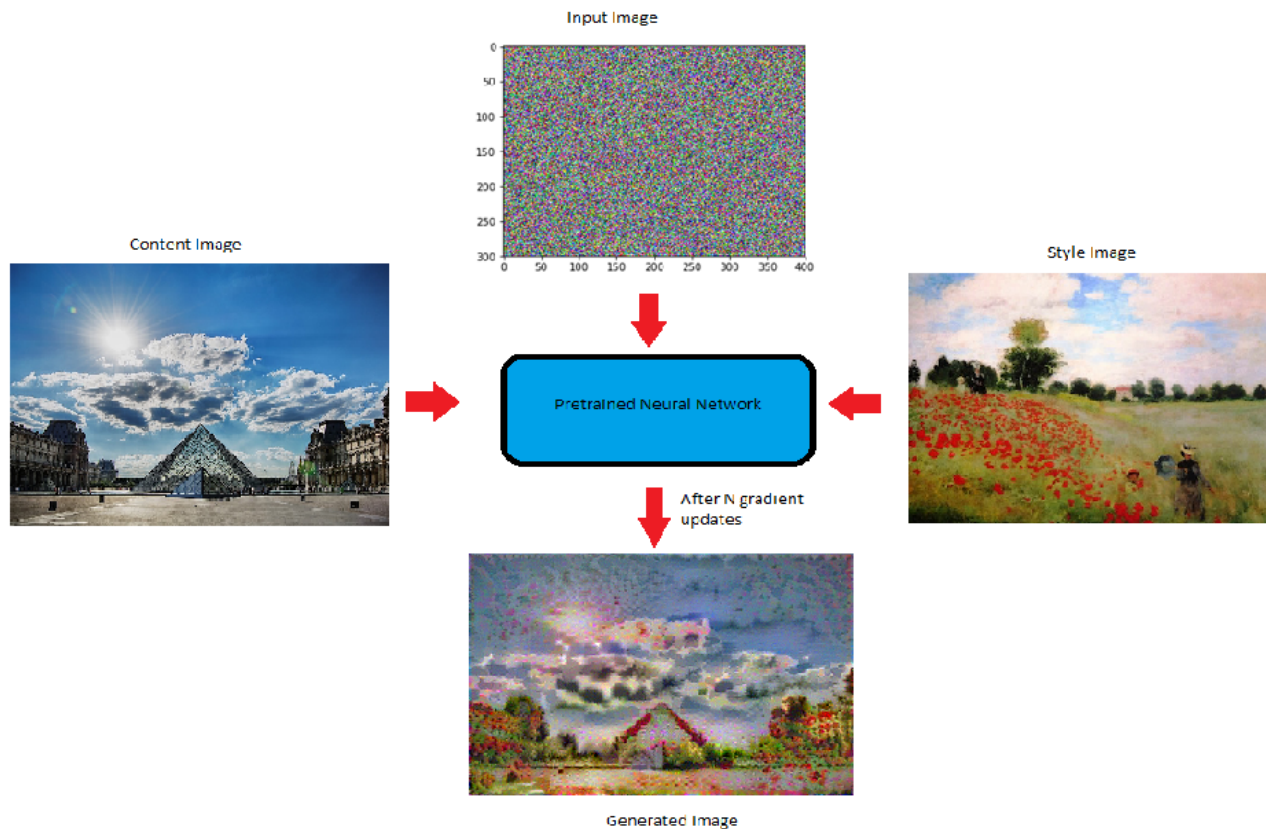 Input Image
0
50
100
150
200
250
300
0 50 100 150 200 250 300 350 400
Content Image
Style Image
Pretrained Neural Network
After N gradient
updates
Generated Image